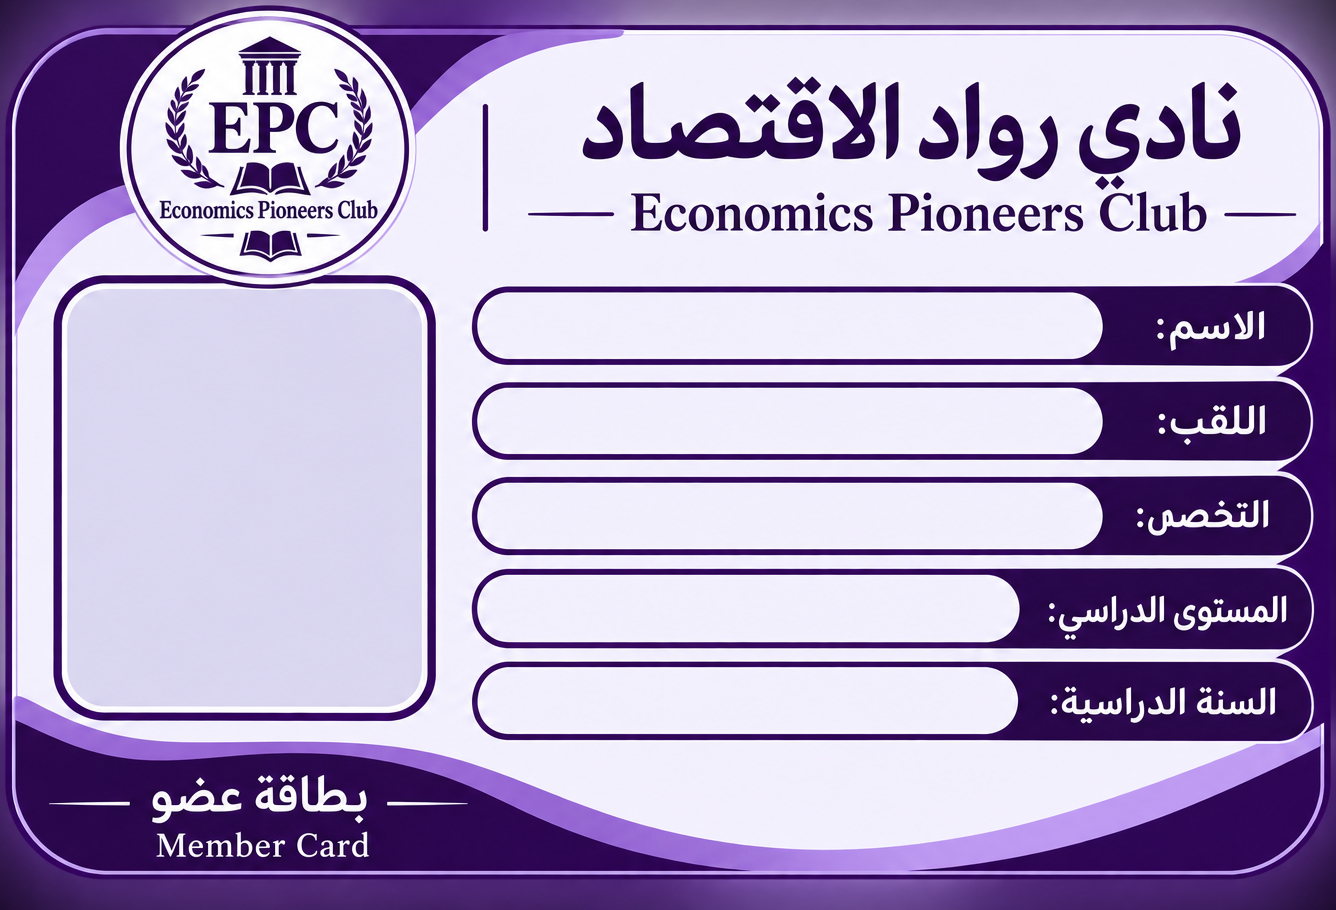 EPC
Economics Pioneers Club
نادي رواد الاقتصاد
Economics Pioneers Club
الاسم:
اللقب:
التخصص:
المستوى الدراسي:
السنة الدراسية:
بطاقة عضو
Member Card